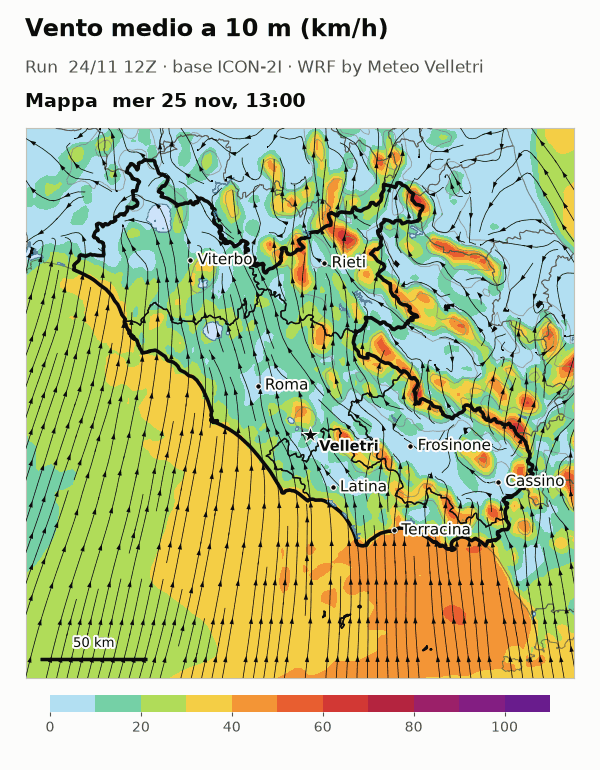 Vento medio a 10 m (km/h)
Run 24/11 12Z · base ICON-2I · WRF by Meteo Velletri
Mappa mer 25 nov, 13:00
Viterbo
Rieti
Roma
Velletri
Frosinone
Latina
Cassino
Terracina
50 km
0 20 40 60 80 100